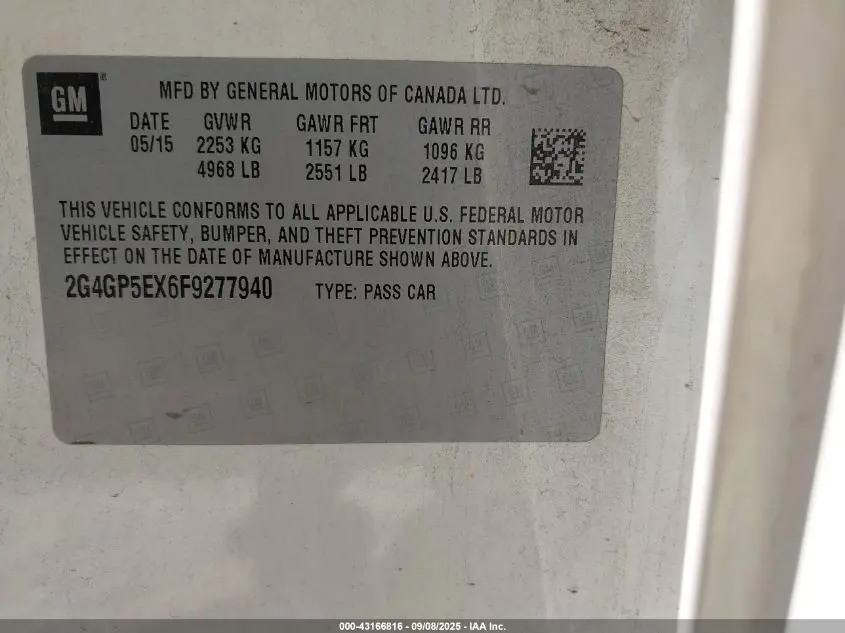 GM ®
MFD BY GENERAL MOTORS OF CANADA LTD.
DATE GVWR GAWR FRT GAWR RR
05/15 2253 KG 1157 KG 1096 KG
4968 LB 2551 LB 2417 LB
THIS VEHICLE CONFORMS TO ALL APPLICABLE U.S. FEDERAL MOTOR
VEHICLE SAFETY, BUMPER, AND THEFT PREVENTION STANDARDS IN
EFFECT ON THE DATE OF MANUFACTURE SHOWN ABOVE.
2G4GP5EX6F9277940 TYPE: PASS CAR
000-43166816 - 09/08/2025 - IAA Inc.